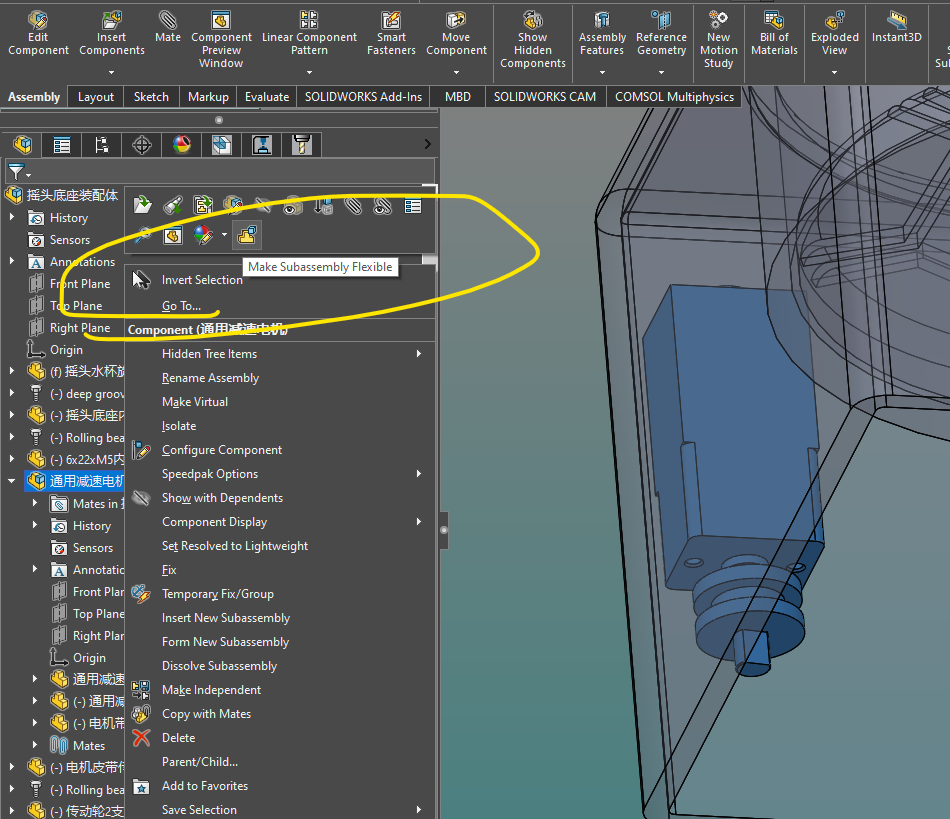 Edit Component
Insert Components
Mate
Component Preview Window
Linear Component Pattern
Smart Fasteners
Move Component
Show Hidden Components
Assembly Features
Reference Geometry
New Motion Study
Bill of Materials
Exploded View
Instant3D
Assembly
Layout
Sketch
Markup
Evaluate
SOLIDWORKS Add-Ins
MBD
SOLIDWORKS CAM
COMSOL Multiphysics
摇头底座装配体
History
Sensors
Annotations
Front Plane
Top Plane
Right Plane
Origin
(f) 摇头水杯
(-) deep groov
(-) 摇头底座内
(-) Rolling bea
(-) 6x22xM5内
通用减速电机
Mates in
History
Sensors
Annotatio
Front Plan
Top Plane
Right Plan
Origin
通用减速
(-) 通用减
(-) 电机带
Mates
(-) 电机皮带传
(-) Rolling bea
(-) 传动轮2支
Make Subassembly Flexible
Invert Selection
Go To...
Component (通用减速电机)
Hidden Tree Items
Rename Assembly
Make Virtual
Isolate
Configure Component
Speedpak Options
Show with Dependents
Component Display
Set Resolved to Lightweight
Fix
Temporary Fix/Group
Insert New Subassembly
Form New Subassembly
Dissolve Subassembly
Make Independent
Copy with Mates
Delete
Parent/Child...
Add to Favorites
Save Selection